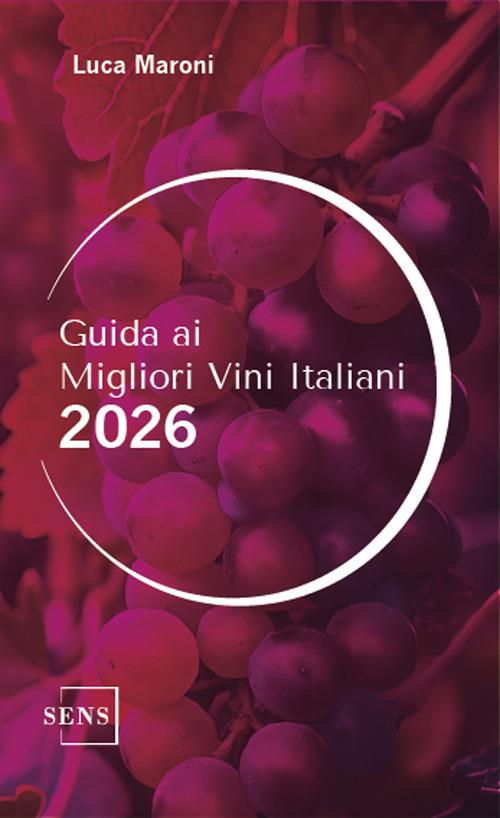 Luca Maroni
Guida ai
Migliori Vini Italiani
2026
SENS